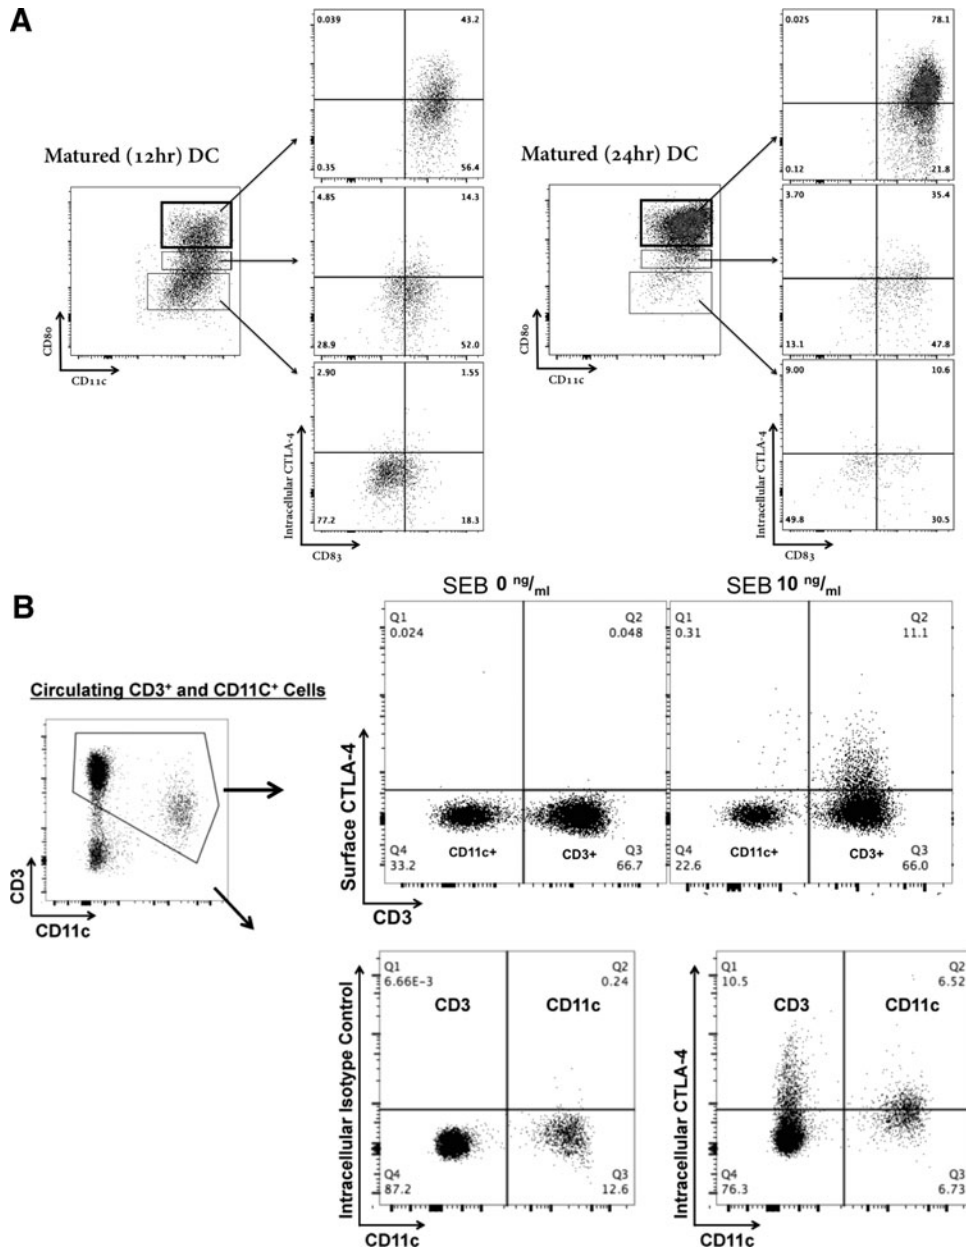 A
0.039 43.2
0.35 56.4
0.025 78.1
0.12 21.8
Matured (12hr) DC
Matured (24hr) DC
4.85 14.3
28.9 52.0
3.70 35.4
13.1 47.8
CD80
CD11c
CD80
CD11c
2.90 1.55
77.2 18.3
9.00 10.6
49.8 30.5
Intracellular CTLA-4
CD83
Intracellular CTLA-4
CD83
B
SEB 0 ng/ml
SEB 10 ng/ml
Circulating CD3+ and CD11C+ Cells
CD3
CD11c
Q1 Q2
0.024 0.048
CD11c+ CD3+
Q4 Q3
33.2 66.7
Q1 Q2
0.31 11.1
CD11c+ CD3+
Q4 Q3
22.6 66.0
Surface CTLA-4
CD3
Q1 Q2
6.66E-3 0.24
CD3 CD11c
Q4 Q3
87.2 12.6
Intracellular Isotype Control
CD11c
Q1 Q2
10.5 6.52
CD3 CD11c
Q4 Q3
76.3 6.73
Intracellular CTLA-4
CD11c